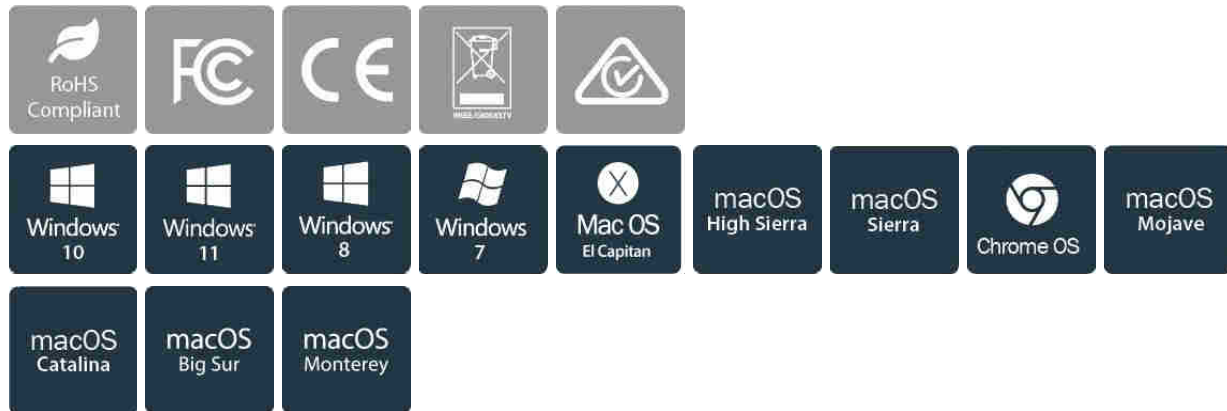 RoHS
Compliant
FC
CE
Windows
10
Windows
11
Windows
8
Windows
7
X
Mac OS
El Capitan
macOS
High Sierra
macOS
Sierra
Chrome OS
macOS
Mojave
macOS
Catalina
macOS
Big Sur
macOS
Monterey